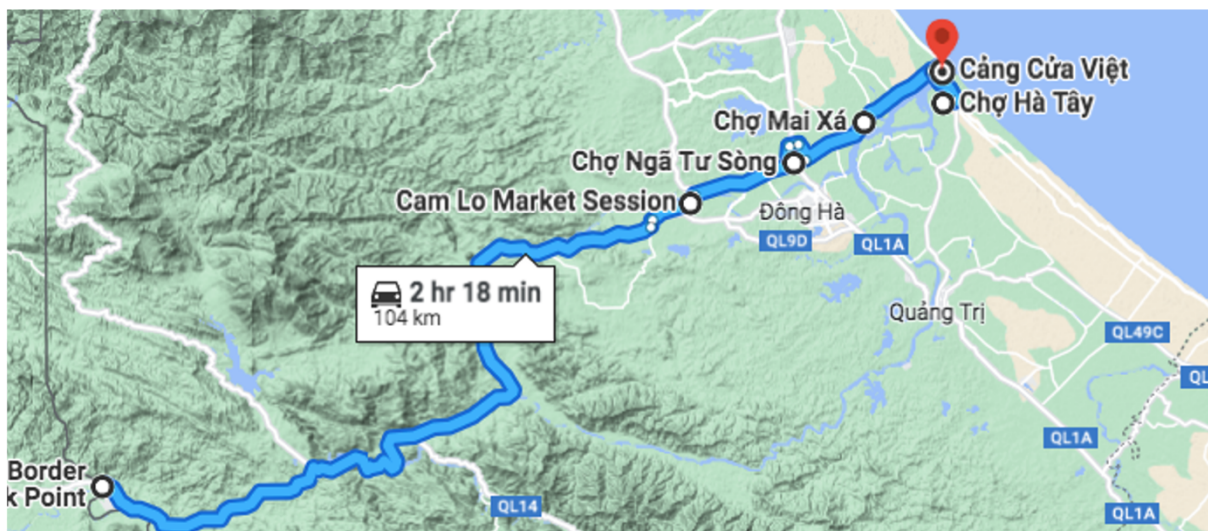 Cảng Cửa Việt
Chợ Hà Tây
Chợ Mai Xá
Chợ Ngã Tư Sòng
Cam Lo Market Session
Đông Hà
QL9D
QL1A
2 hr 18 min
104 km
Quảng Trị
QL49C
QL
QL1A
Border
k Point
QL14
QL1A